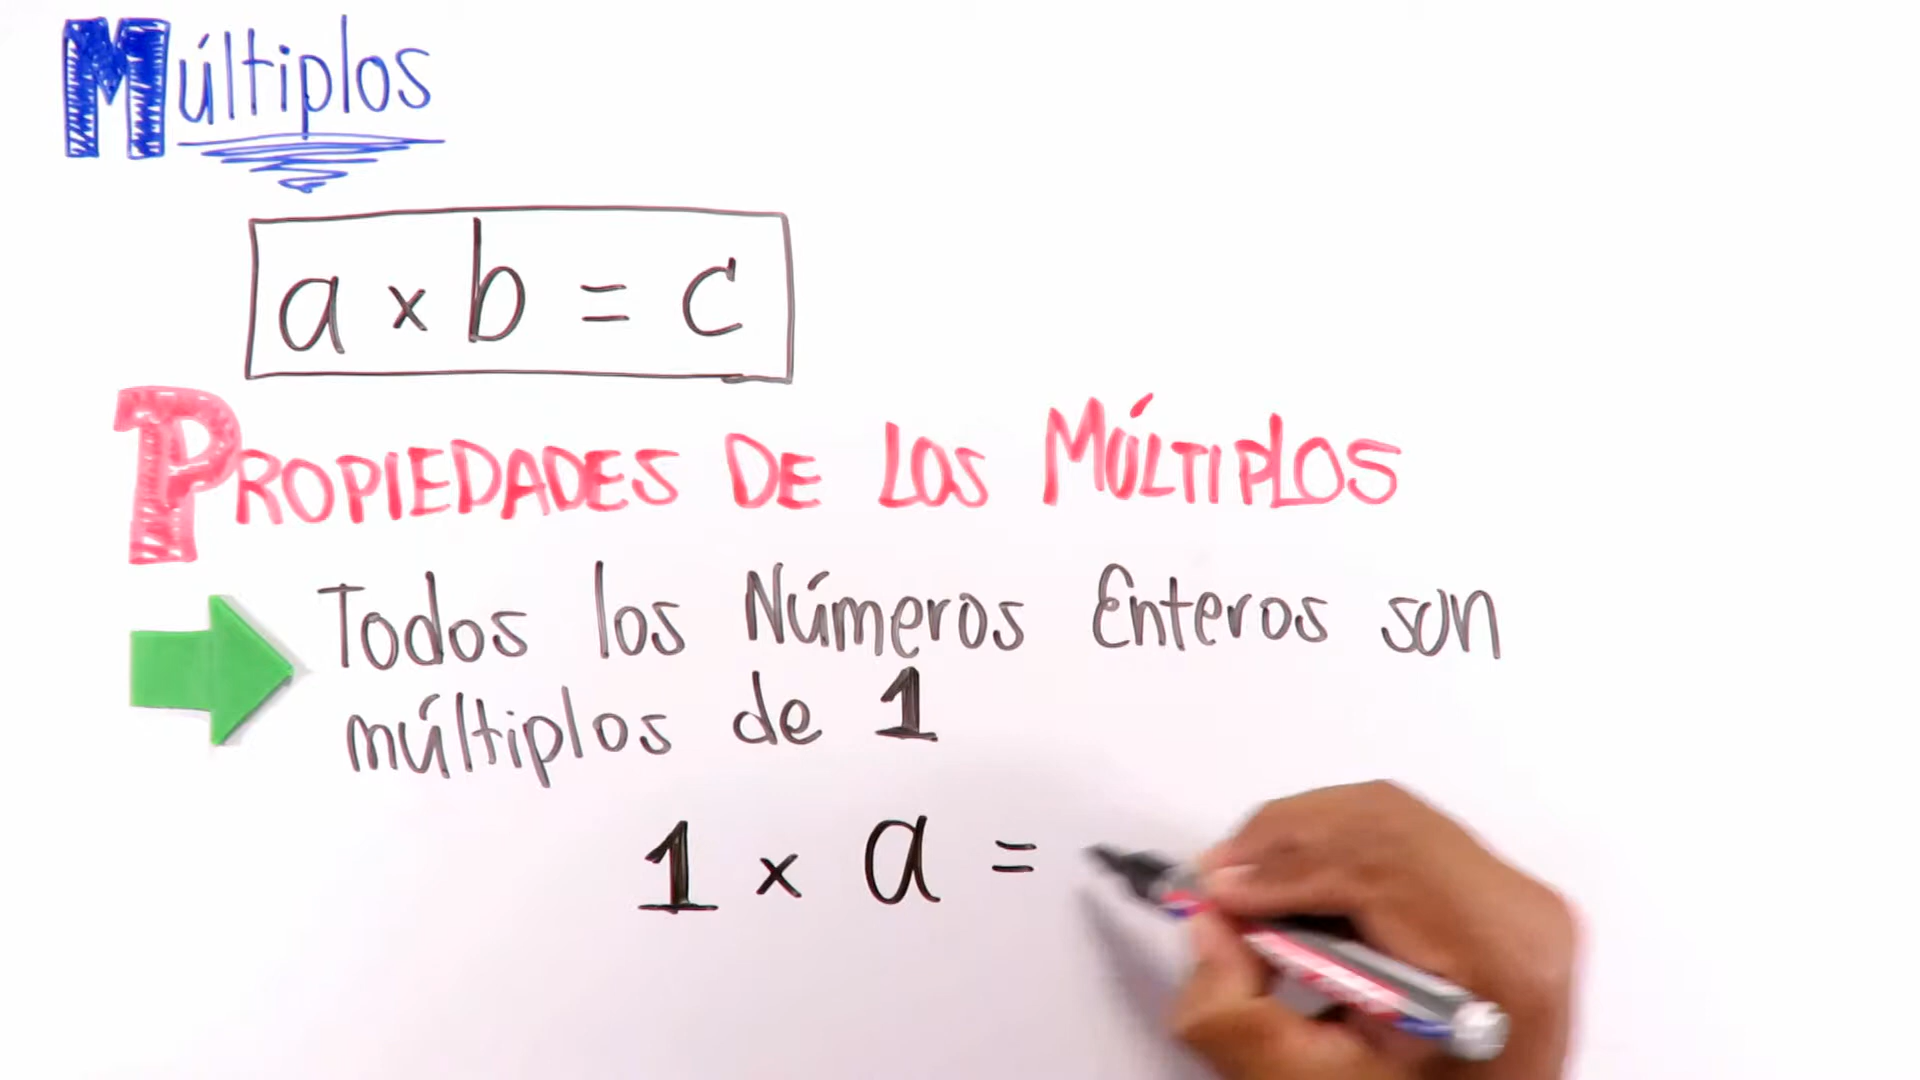 Múltiplos
a x b = c
PROPIEDADES DE LOS MÚLTIPLOS
Todos los Números Enteros son
múltiplos de 1
1 x a =